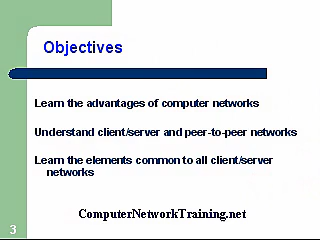 Objectives
Learn the advantages of computer networks
Understand client/server and peer-to-peer networks
Learn the elements common to all client/server
networks
ComputerNetworkTraining.net
3